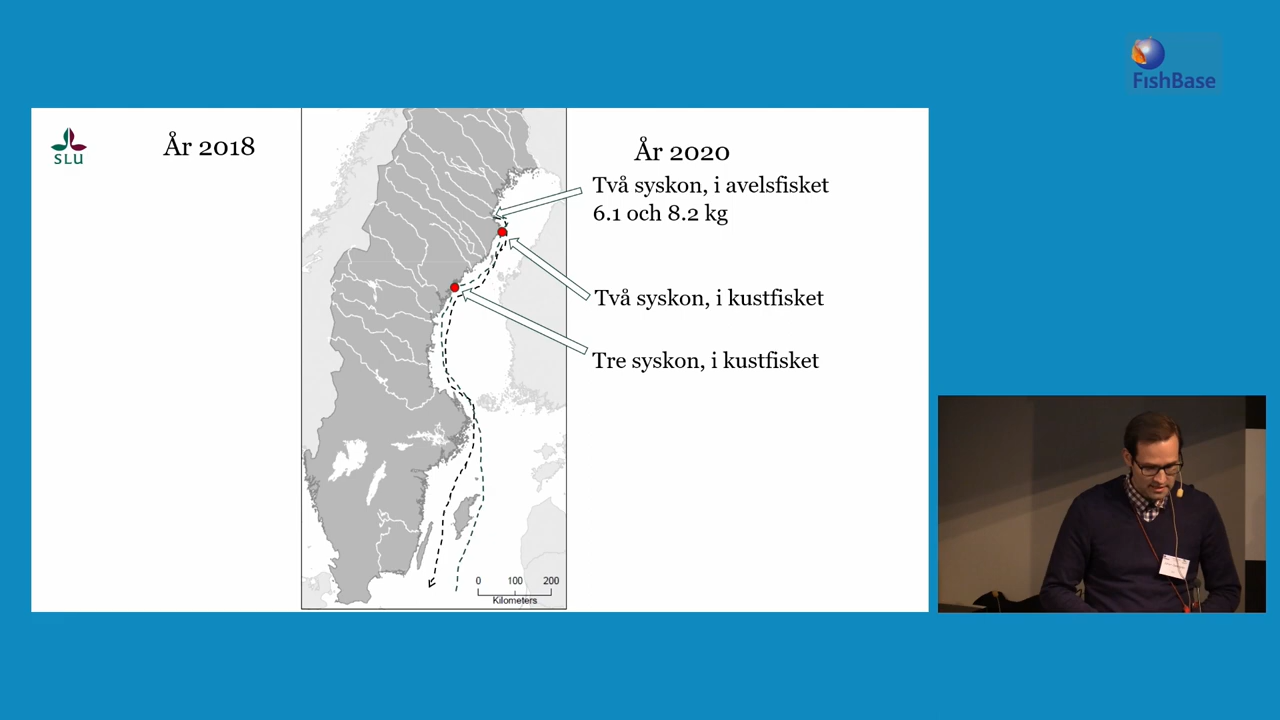 FishBase
SLU
År 2018
År 2020
Två syskon, i avelsfisket
6.1 och 8.2 kg
Två syskon, i kustfisket
Tre syskon, i kustfisket
0 100 200
Kilometers